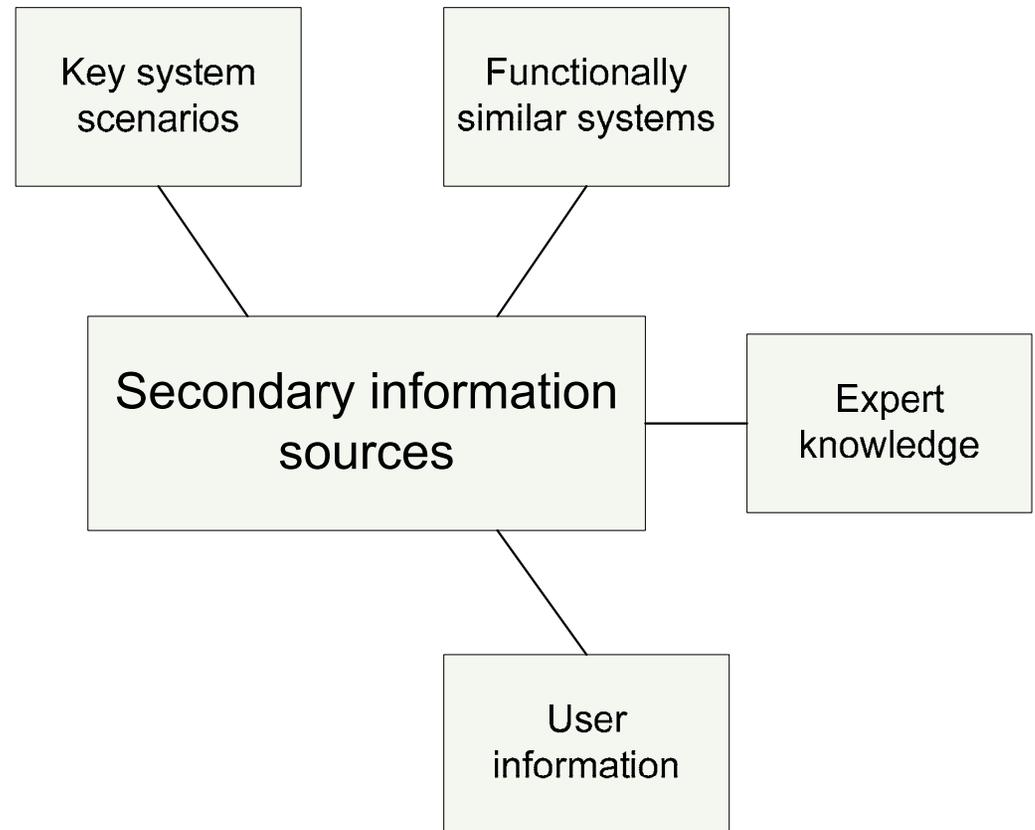 Key system
scenarios
Functionally
similar systems
Secondary information
sources
Expert
knowledge
User
information